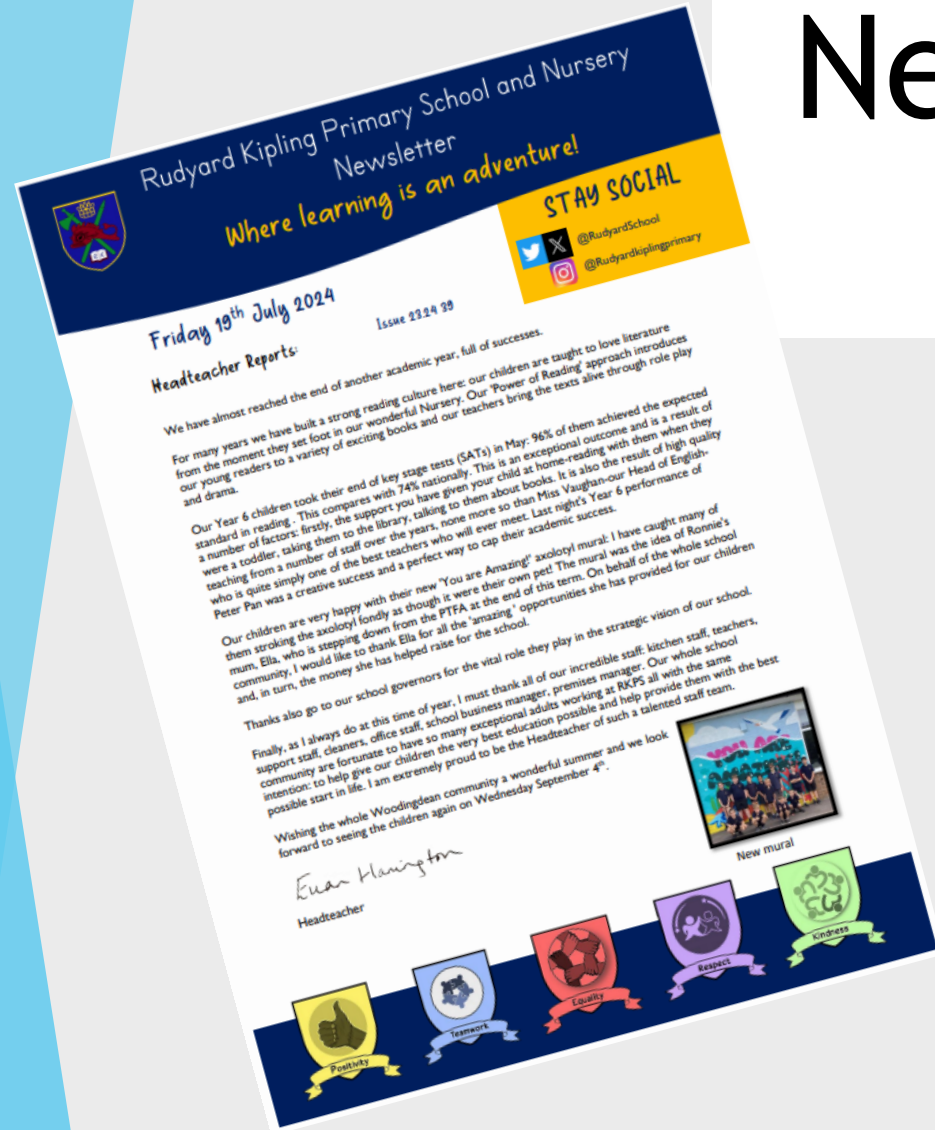 Ne
Rudyard Kipling Primary School and Nursery
Newsletter
Where learning is an adventure!
STAY SOCIAL
@RudyardSchool
@Rudyardkiplingprimary
Friday 19th July 2024
Issue 23.24 39
Headteacher Reports:
We have almost reached the end of another academic year, full of successes.
For many years we have built a strong reading culture here: our children are taught to love literature
from the moment they set foot in our wonderful Nursery. Our 'Power of Reading' approach introduces
our young readers to a variety of exciting books and our teachers bring the texts alive through role play
and drama.
Our Year 6 children took their end of key stage tests (SATs) in May: 96% of them achieved the expected
standard in reading . This compares with 74% nationally. This is an exceptional outcome and is a result of
a number of factors: firstly, the support you have given your child at home-reading with them when they
were a toddler, taking them to the library, talking to them about books. It is also the result of high quality
teaching from a number of staff over the years, none more so than Miss Vaughan-our Head of English-
who is quite simply one of the best teachers who will ever meet. Last night's Year 6 performance of
Peter Pan was a creative success and a perfect way to cap their academic success.
Our children are very happy with their new 'You are Amazing!' axolotyl mural: I have caught many of
them stroking the axolotyl fondly as though it were their own pet! The mural was the idea of Ronnie's
mum, Ella, who is stepping down from the PTFA at the end of this term. On behalf of the whole school
community, I would like to thank Ella for all the 'amazing ' opportunities she has provided for our children
and, in turn, the money she has helped raise for the school.
Thanks also go to our school governors for the vital role they play in the strategic vision of our school.
Finally, as I always do at this time of year, I must thank all of our incredible staff: kitchen staff, teachers,
support staff, cleaners, office staff, school business manager, premises manager. Our whole school
community are fortunate to have so many exceptional adults working at RKPS all with the same
intention: to help give our children the very best education possible and help provide them with the best
possible start in life. I am extremely proud to be the Headteacher of such a talented staff team.
Wishing the whole Woodingdean community a wonderful summer and we look
forward to seeing the children again on Wednesday September 4th.
Euan Hanington
Headteacher
YOU ARE
New mural
Positivity
Teamwork
Equality
Respect
Kindness